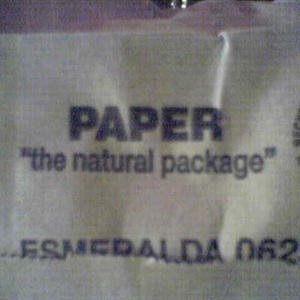 PAPER
"the natural package"
ESMERALDA 062